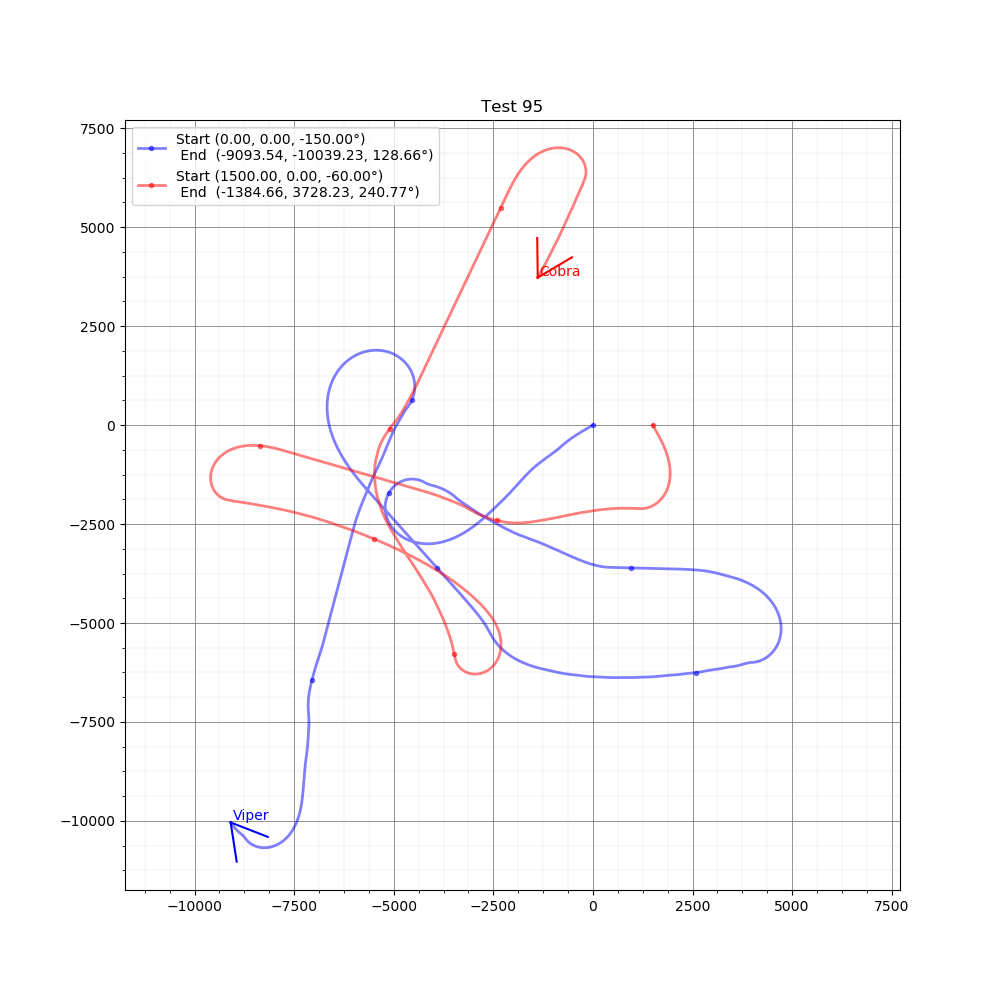 Test 95
Start (0.00, 0.00, -150.00°)
End (-9093.54, -10039.23, 128.66°)
Start (1500.00, 0.00, -60.00°)
End (-1384.66, 3728.23, 240.77°)
7500
5000
2500
0
−2500
−5000
−7500
−10000
Cobra
Viper
−10000 −7500 −5000 −2500 0 2500 5000 7500